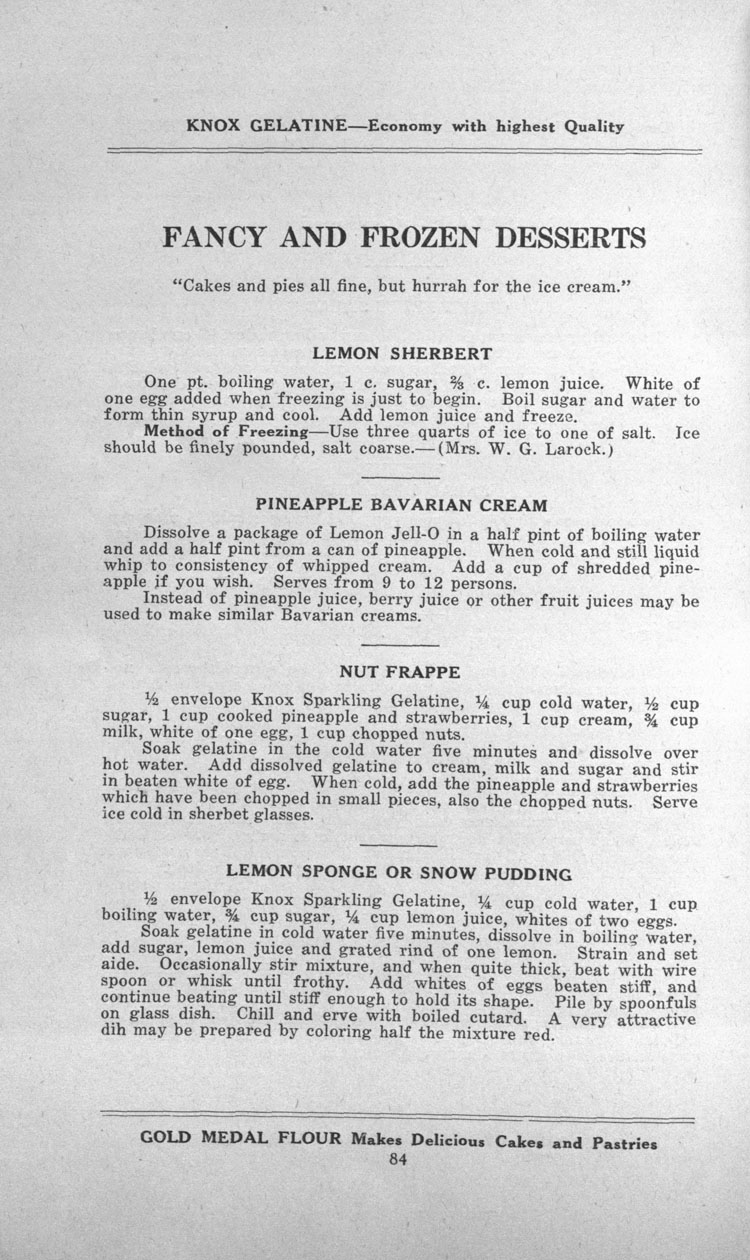 KNOX GELATINE—Economy with highest Quality
FANCY AND FROZEN DESSERTS
“Cakes and pies all fine, but hurrah for the ice cream.”
LEMON SHERBERT
One pt. boiling water, 1 c. sugar, ⅔ c. lemon juice. White of
one egg added when freezing is just to begin. Boil sugar and water to
form thin syrup and cool. Add lemon juice and freeze.
Method of Freezing—Use three quarts of ice to one of salt. Ice
should be finely pounded, salt coarse.—(Mrs. W. G. Larock.)
PINEAPPLE BAVARIAN CREAM
Dissolve a package of Lemon Jell-O in a half pint of boiling water
and add a half pint from a can of pineapple. When cold and still liquid
whip to consistency of whipped cream. Add a cup of shredded pine-
apple if you wish. Serves from 9 to 12 persons.
Instead of pineapple juice, berry juice or other fruit juices may be
used to make similar Bavarian creams.
NUT FRAPPE
½ envelope Knox Sparkling Gelatine, ¼ cup cold water, ½ cup
sugar, 1 cup cooked pineapple and strawberries, 1 cup cream, ¾ cup
milk, white of one egg, 1 cup chopped nuts.
Soak gelatine in the cold water five minutes and dissolve over
hot water. Add dissolved gelatine to cream, milk and sugar and stir
in beaten white of egg. When cold, add the pineapple and strawberries
which have been chopped in small pieces, also the chopped nuts. Serve
ice cold in sherbet glasses.
LEMON SPONGE OR SNOW PUDDING
½ envelope Knox Sparkling Gelatine, ¼ cup cold water, 1 cup
boiling water, ¾ cup sugar, ¼ cup lemon juice, whites of two eggs.
Soak gelatine in cold water five minutes, dissolve in boiling water,
add sugar, lemon juice and grated rind of one lemon. Strain and set
aide. Occasionally stir mixture, and when quite thick, beat with wire
spoon or whisk until frothy. Add whites of eggs beaten stiff, and
continue beating until stiff enough to hold its shape. Pile by spoonfuls
on glass dish. Chill and erve with boiled cutard. A very attractive
dih may be prepared by coloring half the mixture red.
GOLD MEDAL FLOUR Makes Delicious Cakes and Pastries
84